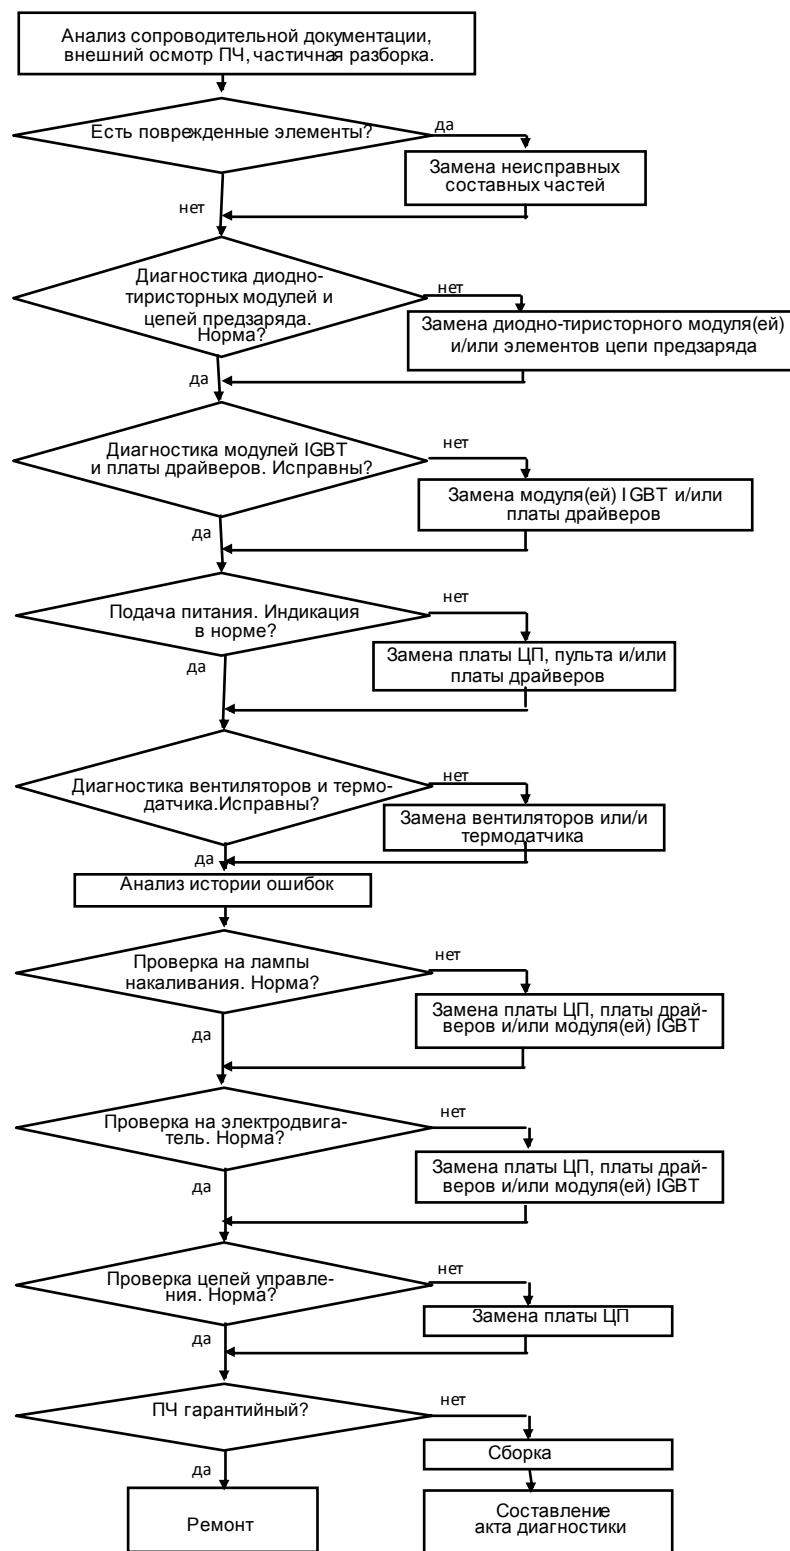 Анализ сопроводительной документации,
внешний осмотр ПЧ, частичная разборка.
да
Есть поврежденные элементы?
Замена неисправных
составных частей
нет
Диагностика диодно-
тиристорных модулей и
цепей предзаряда.
Норма?
нет
Замена диодно-тиристорного модуля(ей)
и/или элементов цепи предзаряда
да
Диагностика модулей IGBT
и платы драйверов. Исправны?
нет
Замена модуля(ей) IGBT и/или
платы драйверов
да
Подача питания. Индикация
в норме?
нет
Замена платы ЦП, пульта и/или
платы драйверов
да
Диагностика вентиляторов и термо-
датчика.Исправны?
нет
Замена вентиляторов или/и
термодатчика
да
Анализ истории ошибок
Проверка на лампы
накаливания. Норма?
нет
Замена платы ЦП, платы драй-
веров и/или модуля(ей) IGBT
да
Проверка на электродвига-
тель. Норма?
нет
Замена платы ЦП, платы драй-
веров и/или модуля(ей) IGBT
да
Проверка цепей управле-
ния. Норма?
нет
Замена платы ЦП
да
ПЧ гарантийный?
нет
Сборка
да
Ремонт
Составление
акта диагностики